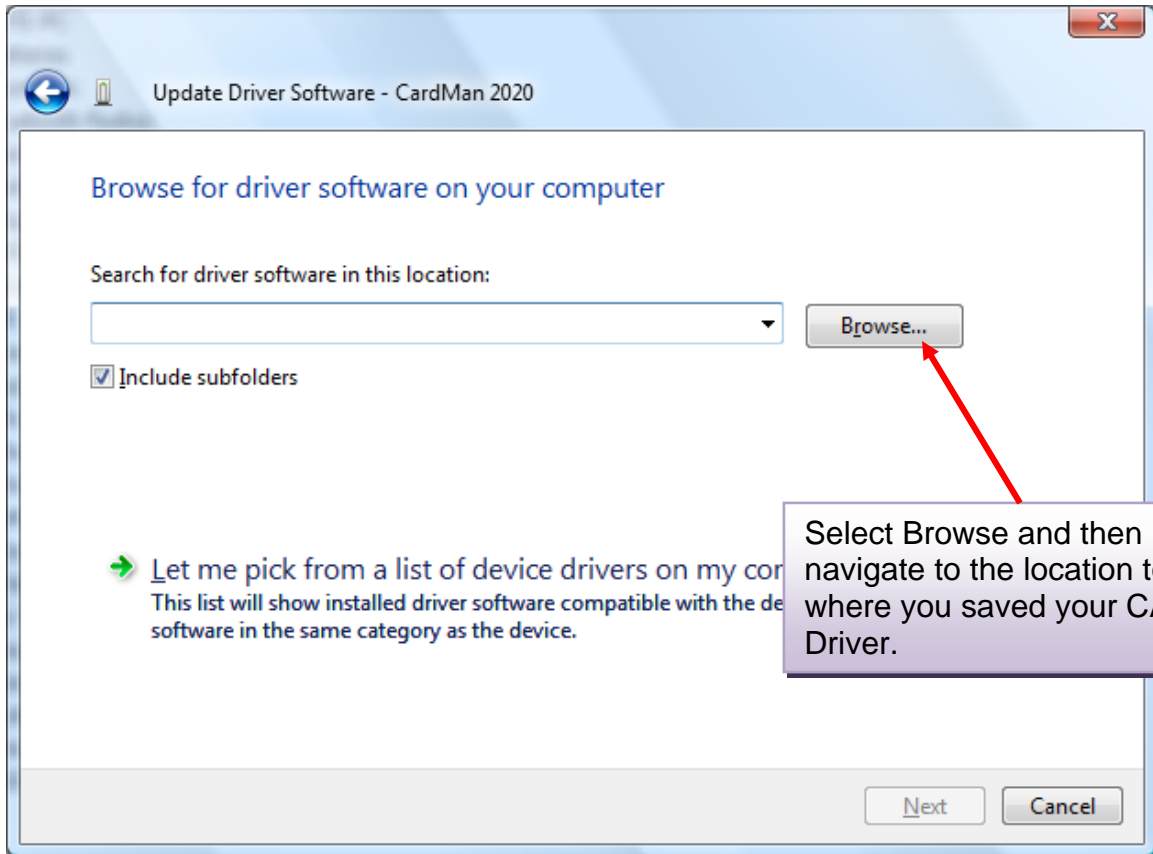 Update Driver Software - CardMan 2020
Browse for driver software on your computer
Search for driver software in this location:
Browse...
Include subfolders
Let me pick from a list of device drivers on my
This list will show installed driver software compatible with the
software in the same category as the device.
Select Browse and then
navigate to the location
where you saved your
Driver.
Next
Cancel